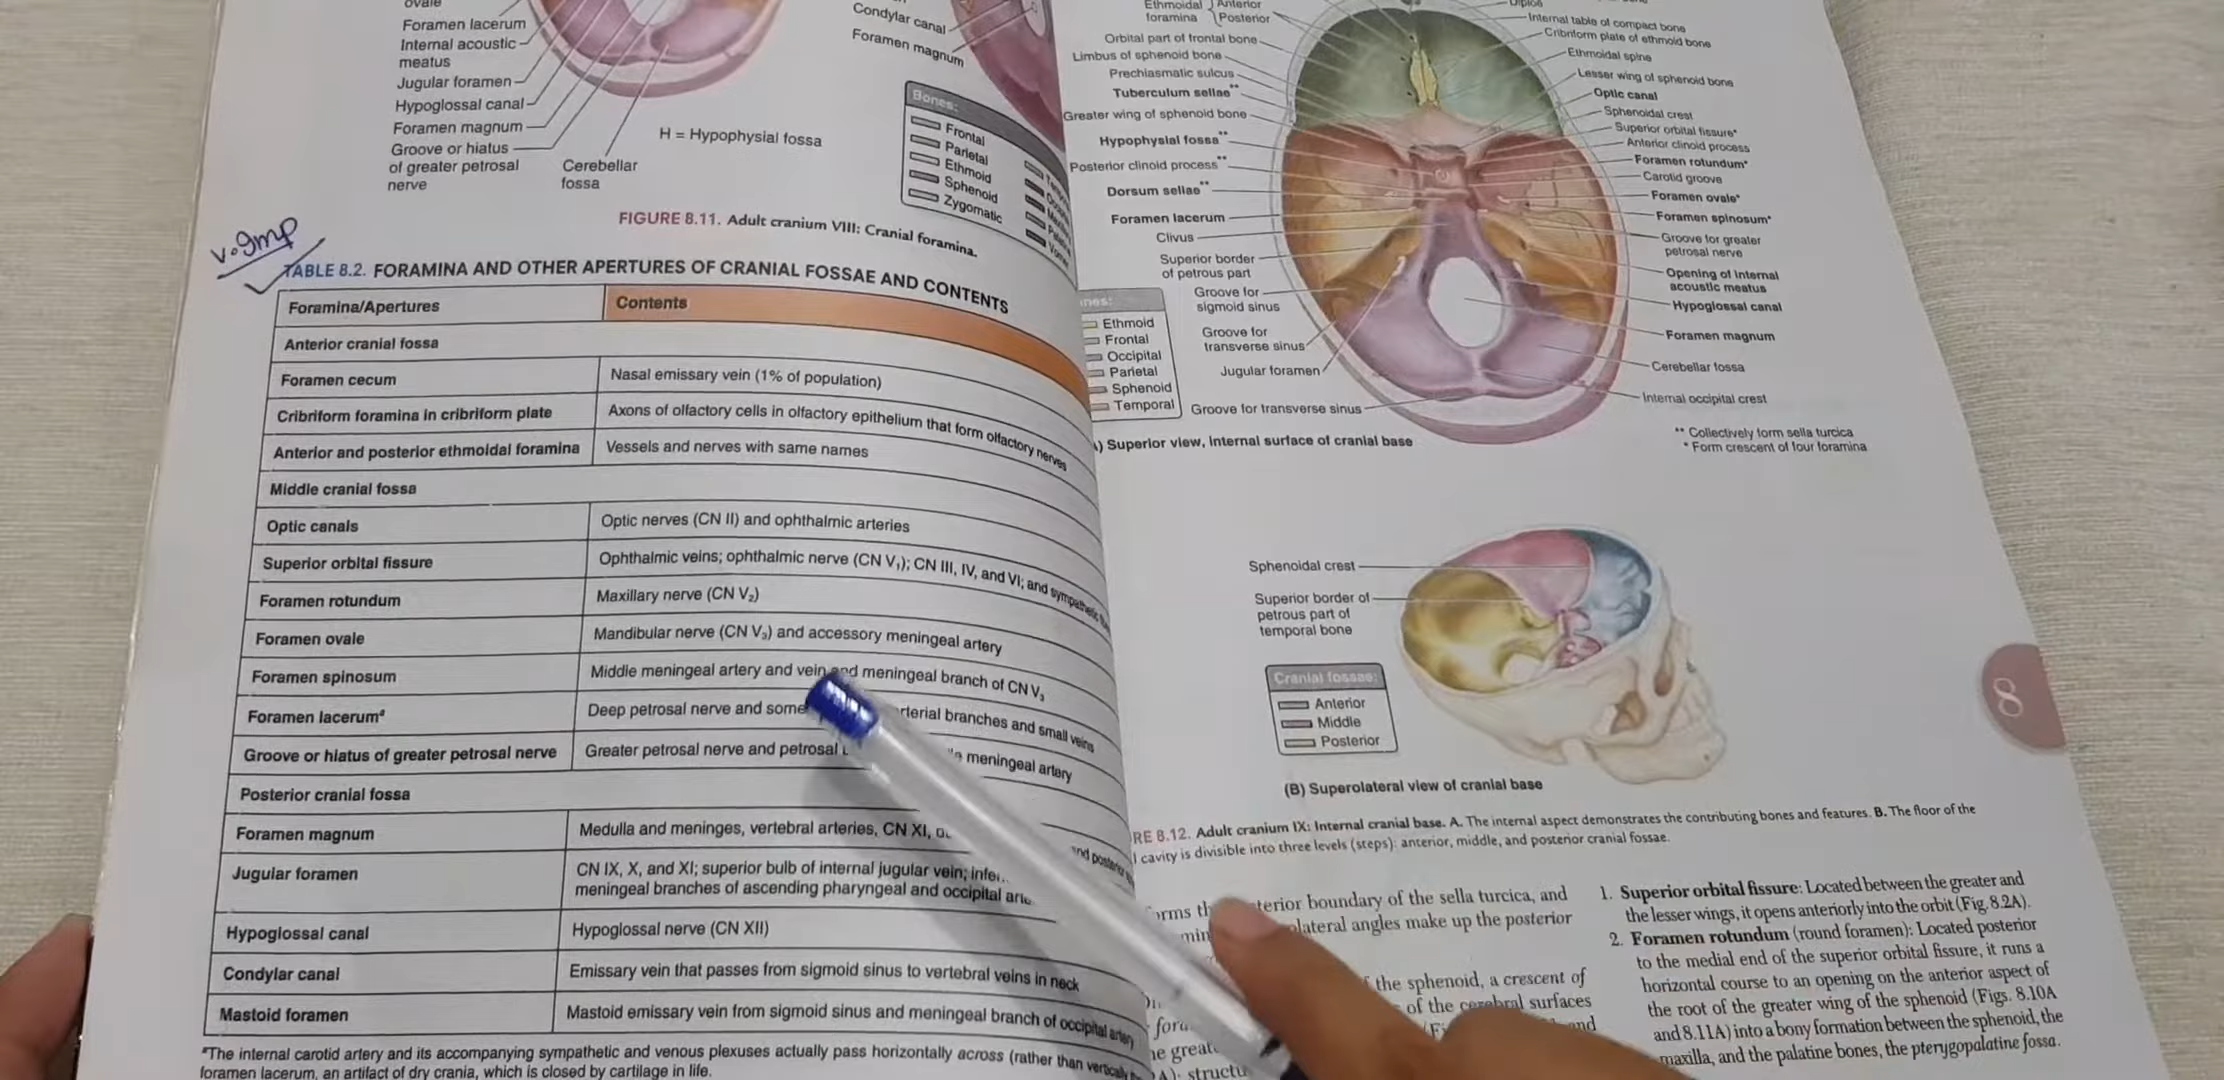 Foramen lacerum
Internal acoustic
meatus
Jugular foramen
Hypoglossal canal
Foramen magnum
Groove or hiatus
of greater petrosal
nerve
Cerebellar
fossa
H = Hypophysial fossa
Condylar canal
Foramen magnum
Bones:
Frontal
Parietal
Ethmoid
Sphenoid
Zygomatic
FIGURE 8.11. Adult cranium VIII: Cranial foramina.
TABLE 8.2. FORAMINA AND OTHER APERTURES OF CRANIAL FOSSAE AND CONTENTS
Foramina/Apertures Contents
Anterior cranial fossa
Foramen cecum Nasal emissary vein (1% of population)
Cribriform foramina in cribriform plate Axons of olfactory cells in olfactory epithelium that form olfactory nerves
Anterior and posterior ethmoidal foramina Vessels and nerves with same names
Middle cranial fossa
Optic canals Optic nerves (CN II) and ophthalmic arteries
Superior orbital fissure Ophthalmic veins; ophthalmic nerve (CN V₁); CN III, IV, and VI; and sympathetic
Foramen rotundum Maxillary nerve (CN V₂)
Foramen ovale Mandibular nerve (CN V₃) and accessory meningeal artery
Foramen spinosum Middle meningeal artery and vein and meningeal branch of CN V₃
Foramen lacerumª Deep petrosal nerve and some arterial branches and small veins
Groove or hiatus of greater petrosal nerve Greater petrosal nerve and petrosal meningeal artery
Posterior cranial fossa
Foramen magnum Medulla and meninges, vertebral arteries, CN XI, and posterior
Jugular foramen CN IX, X, and XI; superior bulb of internal jugular vein;
meningeal branches of ascending pharyngeal and occipital
Hypoglossal canal Hypoglossal nerve (CN XII)
Condylar canal Emissary vein that passes from sigmoid sinus to vertebral veins in neck
Mastoid foramen Mastoid emissary vein from sigmoid sinus and meningeal branch of occipital artery
ªThe internal carotid artery and its accompanying sympathetic and venous plexuses actually pass horizontally across (rather than vertically
foramen lacerum, an artifact of dry crania, which is closed by cartilage in life.
Ethmoidal Anterior
foramina Posterior
Orbital part of frontal bone
Limbus of sphenoid bone
Prechiasmatic sulcus
Tuberculum sellae**
Greater wing of sphenoid bone
Hypophysial fossa**
Posterior clinoid process**
Dorsum sellae**
Foramen lacerum
Clivus
Superior border
of petrous part
Groove for
sigmoid sinus
Groove for
transverse sinus
Jugular foramen
Groove for transverse sinus
Internal table of compact bone
Cribriform plate of ethmoid bone
Ethmoidal spine
Lesser wing of sphenoid bone
Optic canal
Sphenoidal crest
Superior orbital fissure*
Anterior clinoid process
Foramen rotundum*
Carotid groove
Foramen ovale*
Foramen spinosum*
Groove for greater
petrosal nerve
Opening of internal
acoustic meatus
Hypoglossal canal
Foramen magnum
Cerebellar fossa
Internal occipital crest
Ethmoid
Frontal
Occipital
Parietal
Sphenoid
Temporal
Superior view, internal surface of cranial base
** Collectively form sella turcica
* Form crescent of four foramina
Sphenoidal crest
Superior border of
petrous part of
temporal bone
Cranial fossae:
Anterior
Middle
Posterior
8
(B) Superolateral view of cranial base
RE 8.12. Adult cranium IX: Internal cranial base. A. The internal aspect demonstrates the contributing bones and features. B. The floor of the
l cavity is divisible into three levels (steps): anterior, middle, and posterior cranial fossae.
boundary of the sella turcica, and
angles make up the posterior
the sphenoid, a crescent of
of the cerebral surfaces
and
1. Superior orbital fissure: Located between the greater and
the lesser wings, it opens anteriorly into the orbit (Fig. 8.2A).
2. Foramen rotundum (round foramen): Located posterior
to the medial end of the superior orbital fissure, it runs a
horizontal course to an opening on the anterior aspect of
the root of the greater wing of the sphenoid (Figs. 8.10A
and 8.11A) into a bony formation between the sphenoid, the
maxilla, and the palatine bones, the pterygopalatine fossa.